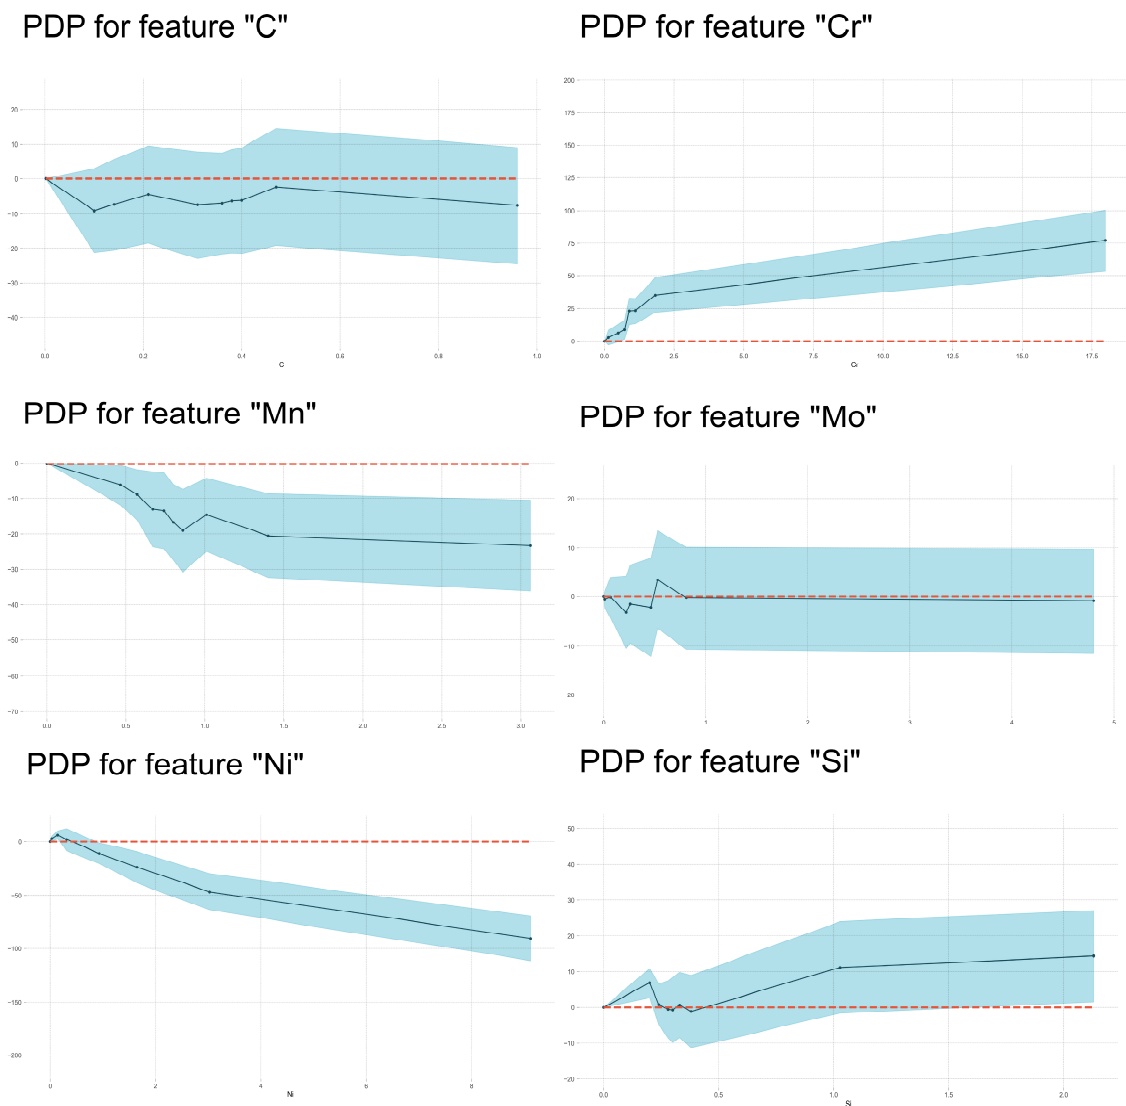 PDP for feature "C"
20
10
0
−10
−20
−30
−40
0.0 0.2 0.4 0.6 0.8 1.0
C
PDP for feature "Cr"
200
175
150
125
100
75
50
25
0
0.0 2.5 5.0 7.5 10.0 12.5 15.0 17.5
Cr
PDP for feature "Mn"
0
−10
−20
−30
−40
−50
−60
−70
0.0 0.5 1.0 1.5 2.0 2.5 3.0
PDP for feature "Mo"
20
10
0
−10
20
0 1 2 3 4 5
PDP for feature "Ni"
0
−50
−100
−150
−200
0 2 4 6 8
Ni
PDP for feature "Si"
50
40
30
20
10
0
−10
−20
0.0 0.5 1.0 1.5 2.0
Si